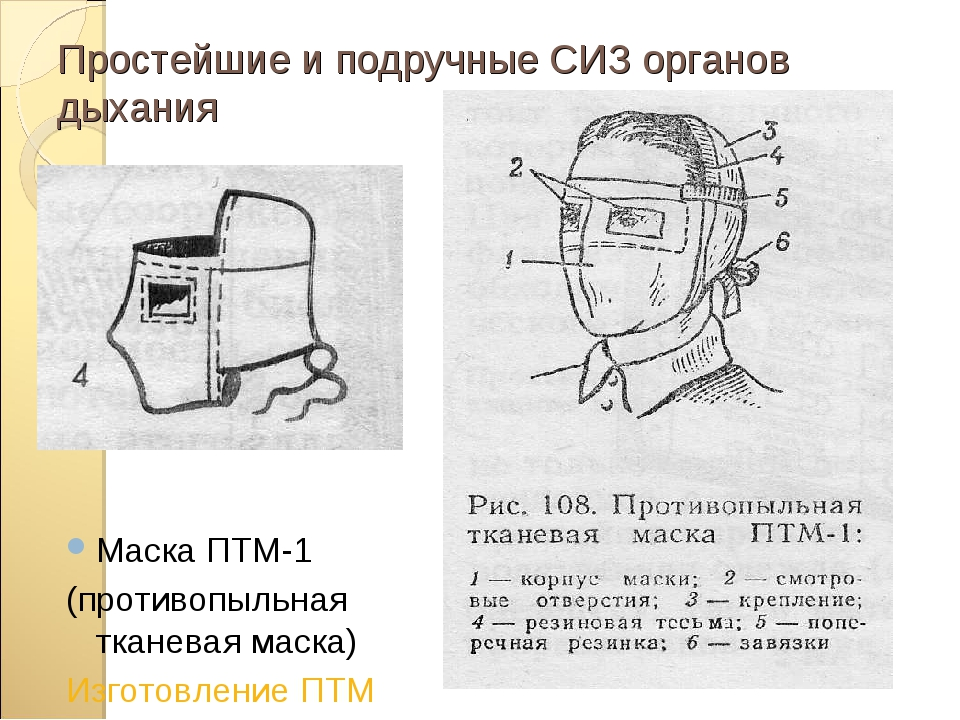 Простейшие и подручные СИЗ органов
дыхания
4
3
4
2
5
6
1
Рис. 108. Противопыльная
тканевая маска ПТМ-1:
1 — корпус маски; 2 — смотро-
вые отверстия; 3 — крепление;
4 — резиновая тесьма; 5 — попе-
речная резинка; 6 — завязки
Маска ПТМ-1
(противопыльная
тканевая маска)
Изготовление ПТМ